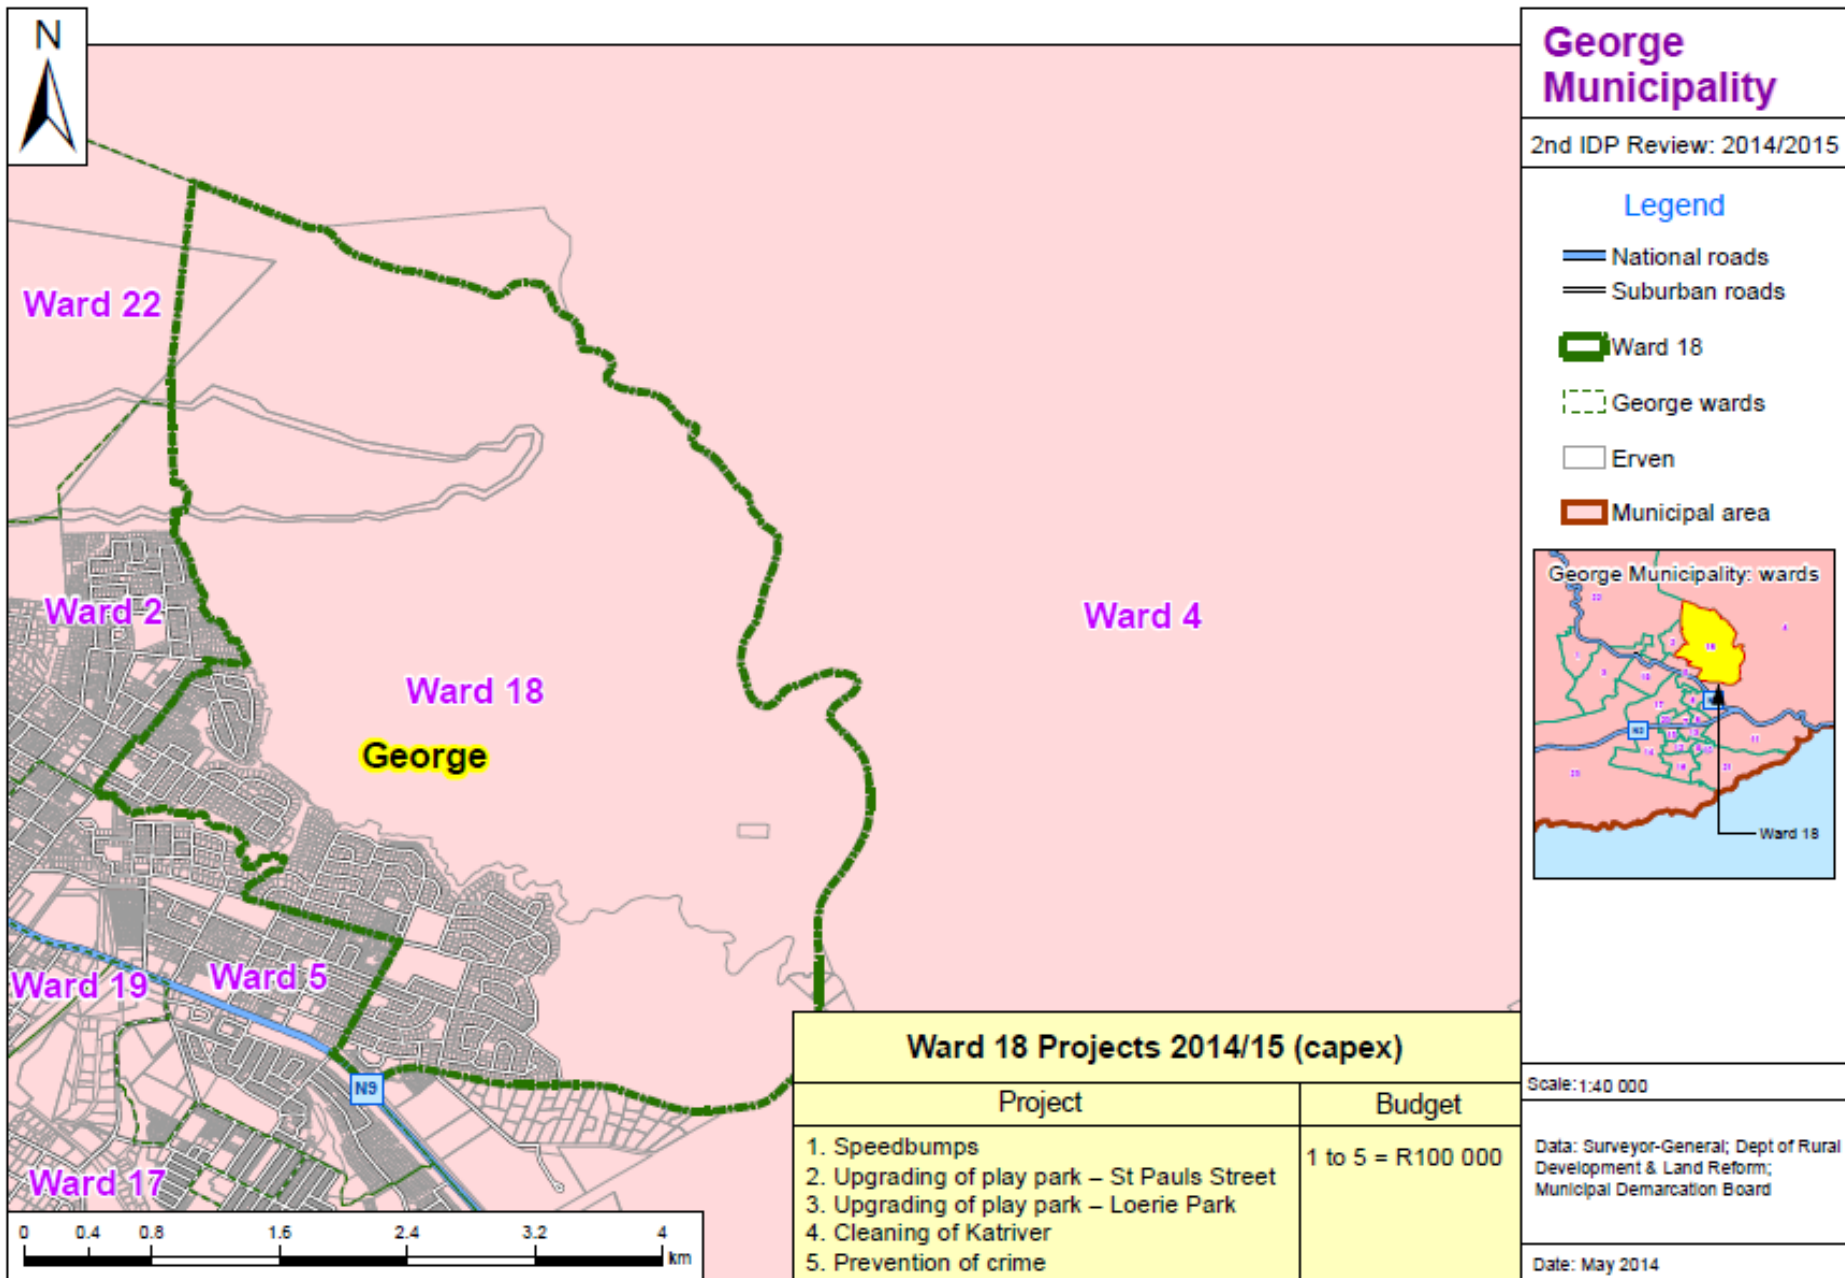 N
George
Municipality
2nd IDP Review: 2014/2015
Legend
National roads
Suburban roads
Ward 18
George wards
Erven
Municipal area
George Municipality: wards
Ward 18
Scale: 1:40 000
Data: Surveyor-General; Dept of Rural
Development & Land Reform;
Municipal Demarcation Board
Date: May 2014
Ward 22
Ward 2
Ward 4
Ward 18
George
Ward 19
Ward 5
N9
Ward 17
0 0.4 0.8 1.6 2.4 3.2 4
km
Ward 18 Projects 2014/15 (capex)
Project Budget
1. Speedbumps
1 to 5 = R100 000
2. Upgrading of play park – St Pauls Street
3. Upgrading of play park – Loerie Park
4. Cleaning of Katriver
5. Prevention of crime